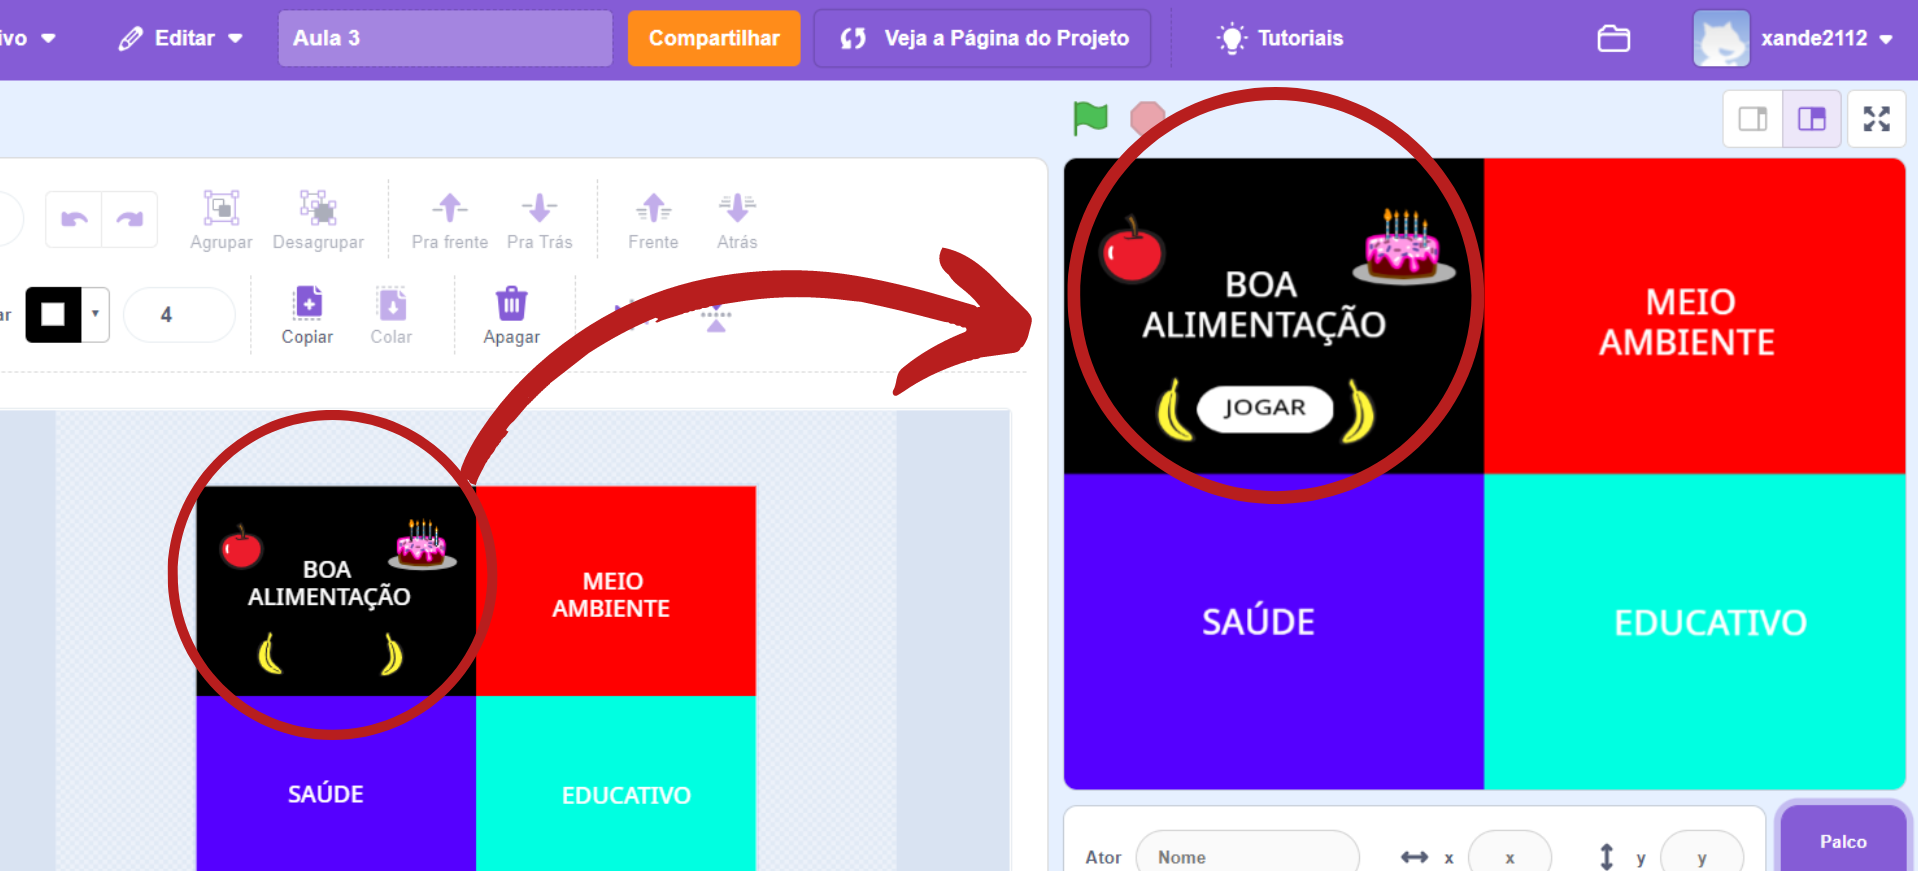 ivo
Editar
Aula 3
Compartilhar
Veja a Página do Projeto
Tutoriais
xande2112
Agrupar
Desagrupar
Pra frente
Pra Trás
Frente
Atrás
ar
4
Copiar
Colar
Apagar
BOA
ALIMENTAÇÃO
MEIO
AMBIENTE
SAÚDE
EDUCATIVO
BOA
ALIMENTAÇÃO
JOGAR
MEIO
AMBIENTE
SAÚDE
EDUCATIVO
Ator
Nome
x
x
y
y
Palco